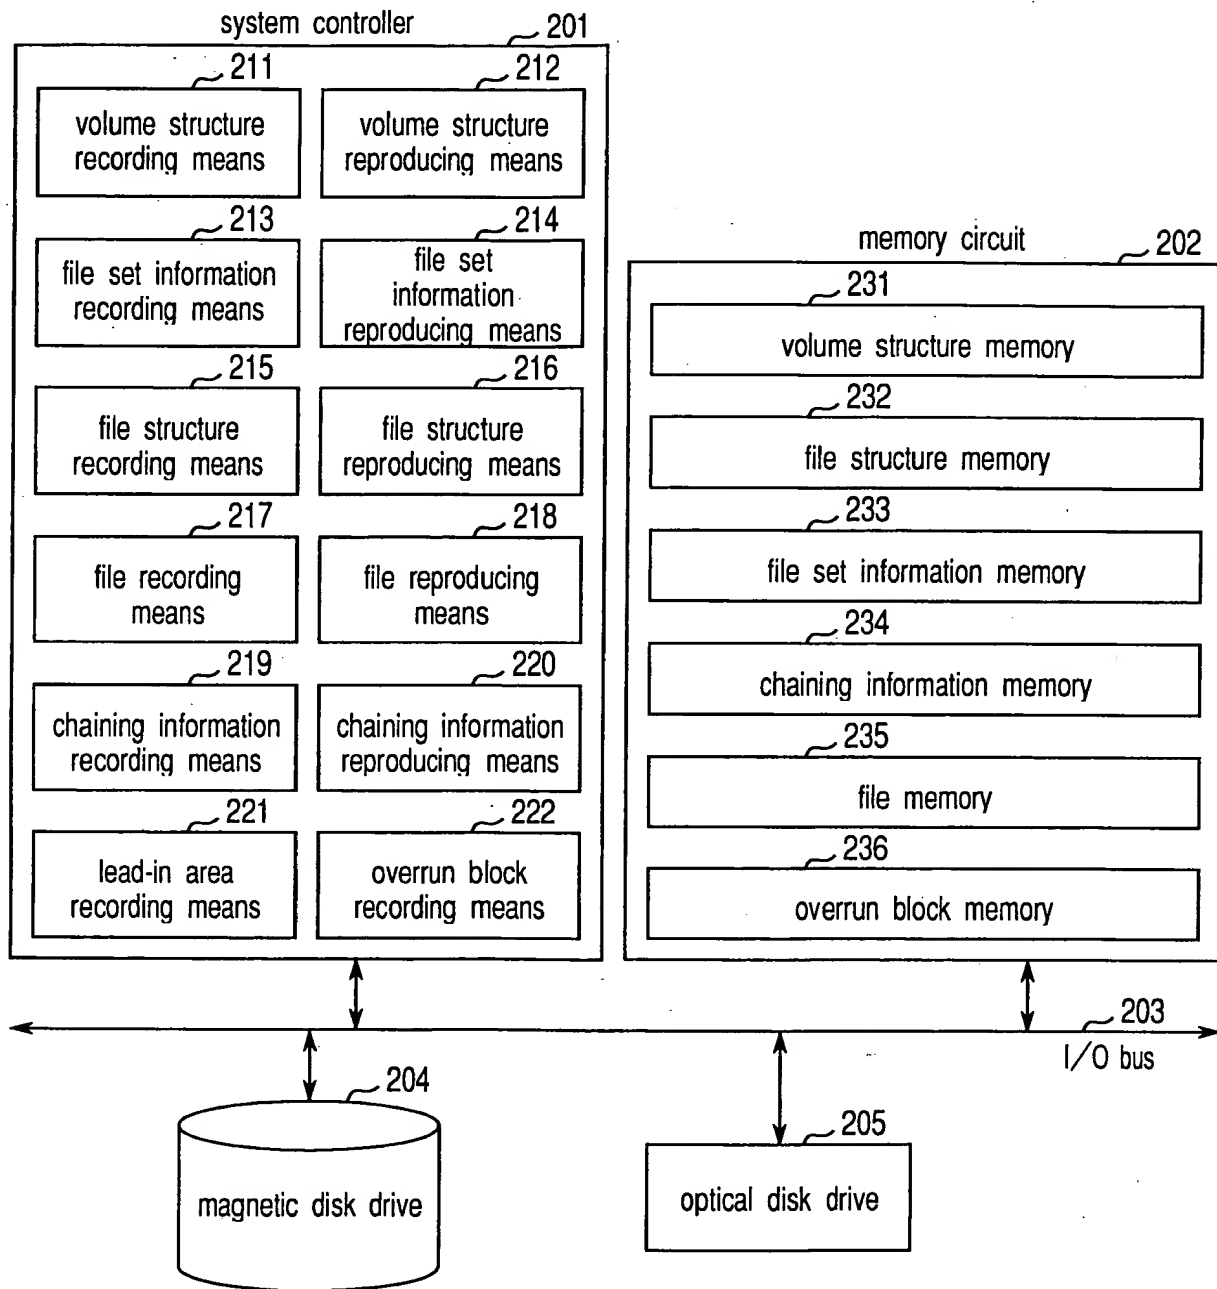 system controller
201
211
volume structure
recording means
212
volume structure
reproducing means
213
file set information
recording means
214
file set
information
reproducing means
215
file structure
recording means
216
file structure
reproducing means
217
file recording
means
218
file reproducing
means
219
chaining information
recording means
220
chaining information
reproducing means
221
lead-in area
recording means
222
overrun block
recording means
memory circuit
202
231
volume structure memory
232
file structure memory
233
file set information memory
234
chaining information memory
235
file memory
236
overrun block memory
203
I/O bus
204
magnetic disk drive
205
optical disk drive